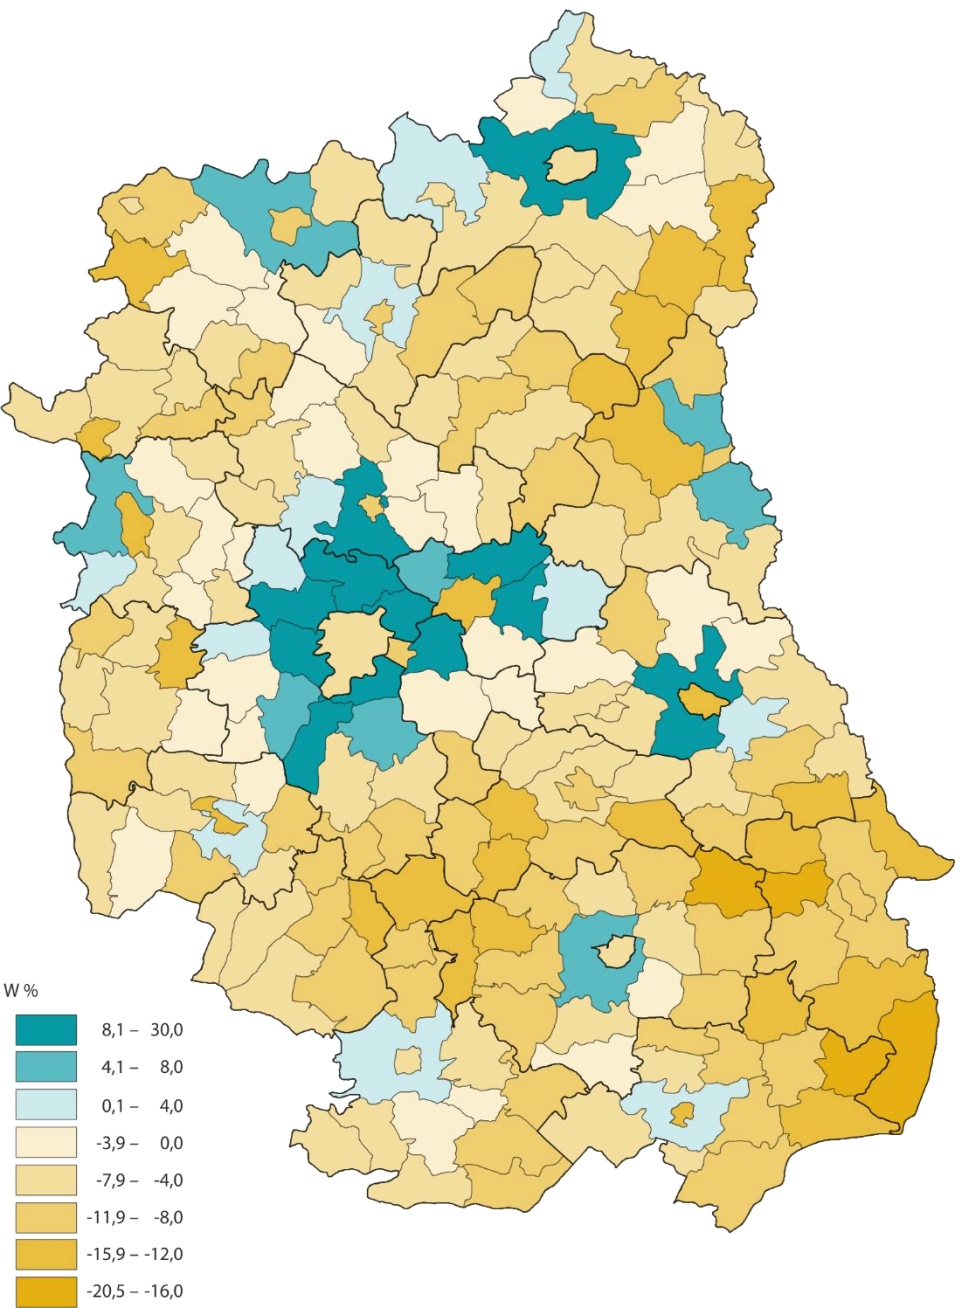 W %
8,1 – 30,0
4,1 – 8,0
0,1 – 4,0
-3,9 – 0,0
-7,9 – -4,0
-11,9 – -8,0
-15,9 – -12,0
-20,5 – -16,0